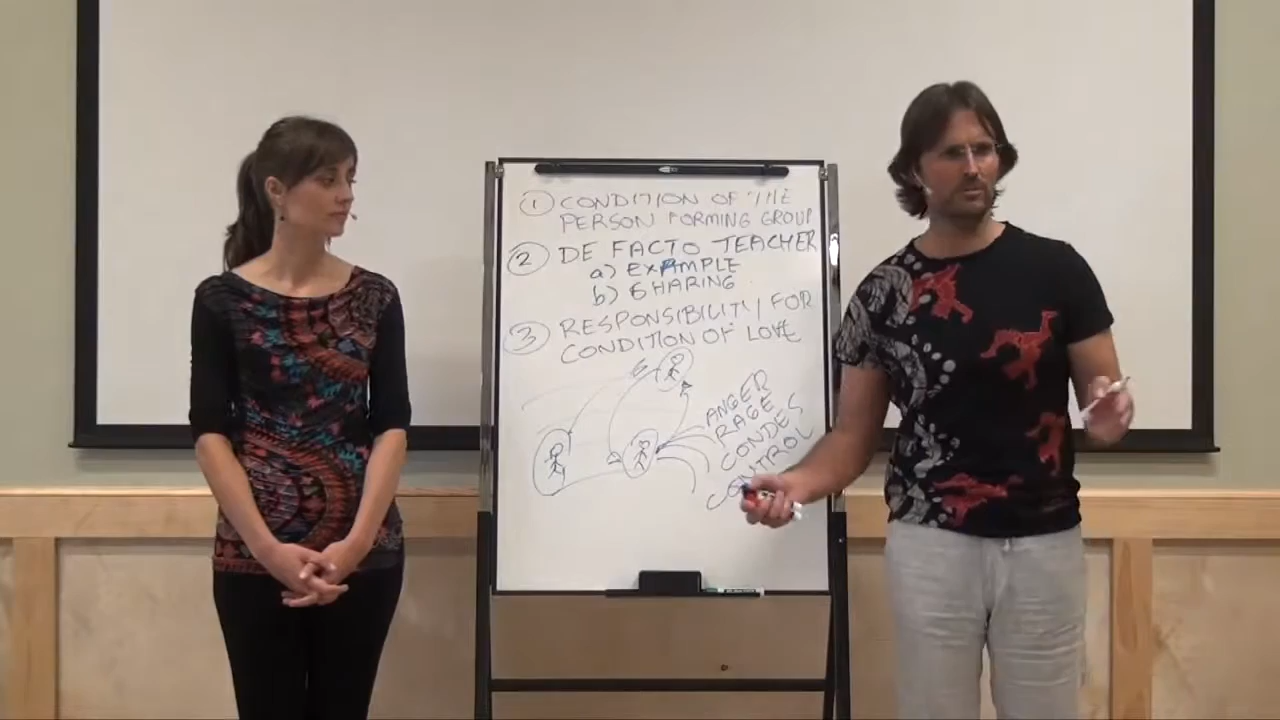 1 CONDITION OF THE
PERSON FORMING GROUP
2 DE FACTO TEACHER
a) EXAMPLE
b) SHARING
3 RESPONSIBILITY FOR
CONDITION OF LOVE
ANGER
RAGE
CONDES
CONTROL